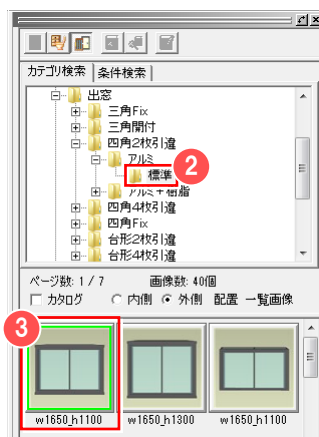 カテゴリ検索 条件検索
出窓
三角Fix
三角開付
四角2枚引違
アルミ
標準
2
アルミ+樹脂
四角4枚引違
四角Fix
台形2枚引違
台形4枚引違
ページ数: 1 / 7 画像数: 40個
カタログ 内側 外側 配置 一覧画像
3
w1650_h1100 w1650_h1300 w1650_h1100